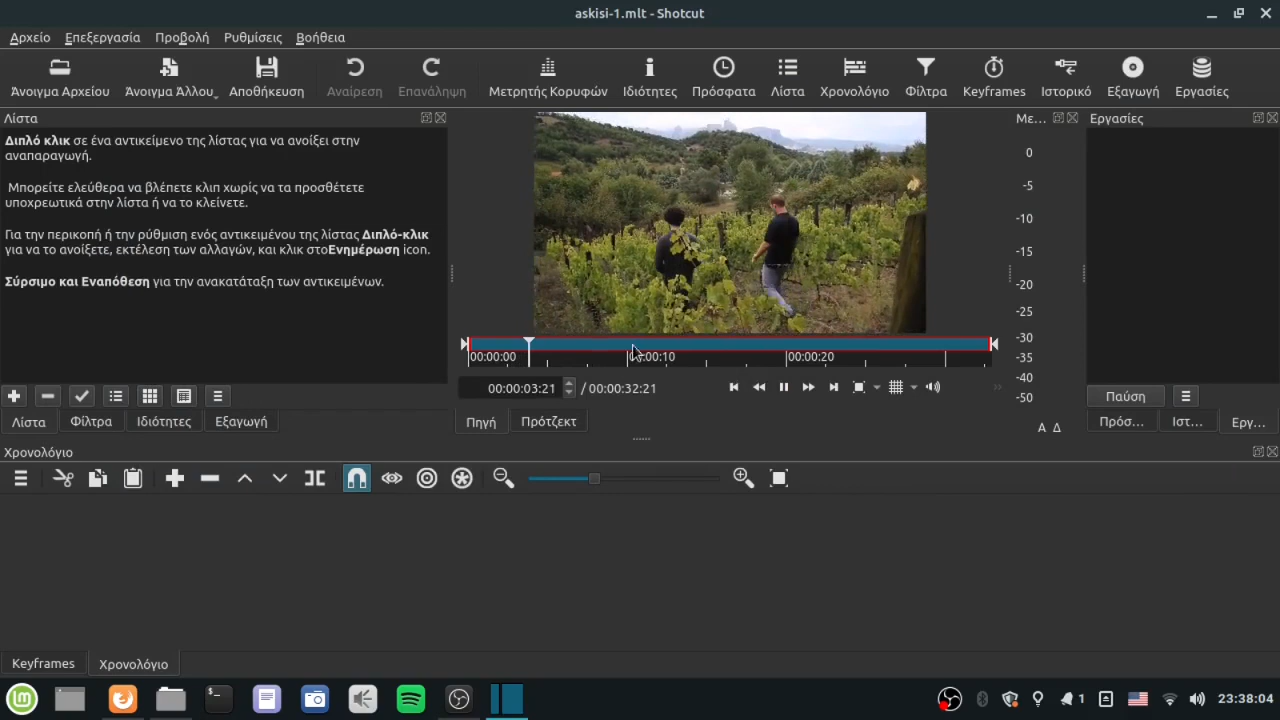 askisi-1.mlt - Shotcut
Αρχείο Επεξεργασία Προβολή Ρυθμίσεις Βοήθεια
Άνοιγμα Αρχείου Άνοιγμα Άλλου Αποθήκευση Αναίρεση Επανάληψη Μετρητής Κορυφών Ιδιότητες Πρόσφατα Λίστα Χρονολόγιο Φίλτρα Keyframes Ιστορικό Εξαγωγή Εργασίες
Λίστα
Με...
Εργασίες
Διπλό κλικ σε ένα αντικείμενο της λίστας για να ανοίξει στην
αναπαραγωγή.
Μπορείτε ελεύθερα να βλέπετε κλιπ χωρίς να τα προσθέτετε
υποχρεωτικά στην λίστα ή να το κλείνετε.
Για την περικοπή ή την ρύθμιση ενός αντικειμένου της λίστας Διπλό-κλικ
για να το ανοίξετε, εκτέλεση των αλλαγών, και κλικ στοΕνημέρωση icon.
Σύρσιμο και Εναπόθεση για την ανακατάταξη των αντικειμένων.
0
-5
-10
-15
-20
-25
-30
-35
-40
-50
00:00:00 00:00:10 00:00:20
00:00:03:21 / 00:00:32:21
Παύση
Λίστα Φίλτρα Ιδιότητες Εξαγωγή
Πηγή Πρότζεκτ
Α Δ
Πρόσ... Ιστ... Εργ...
Χρονολόγιο
Keyframes Χρονολόγιο
1
23:38:04